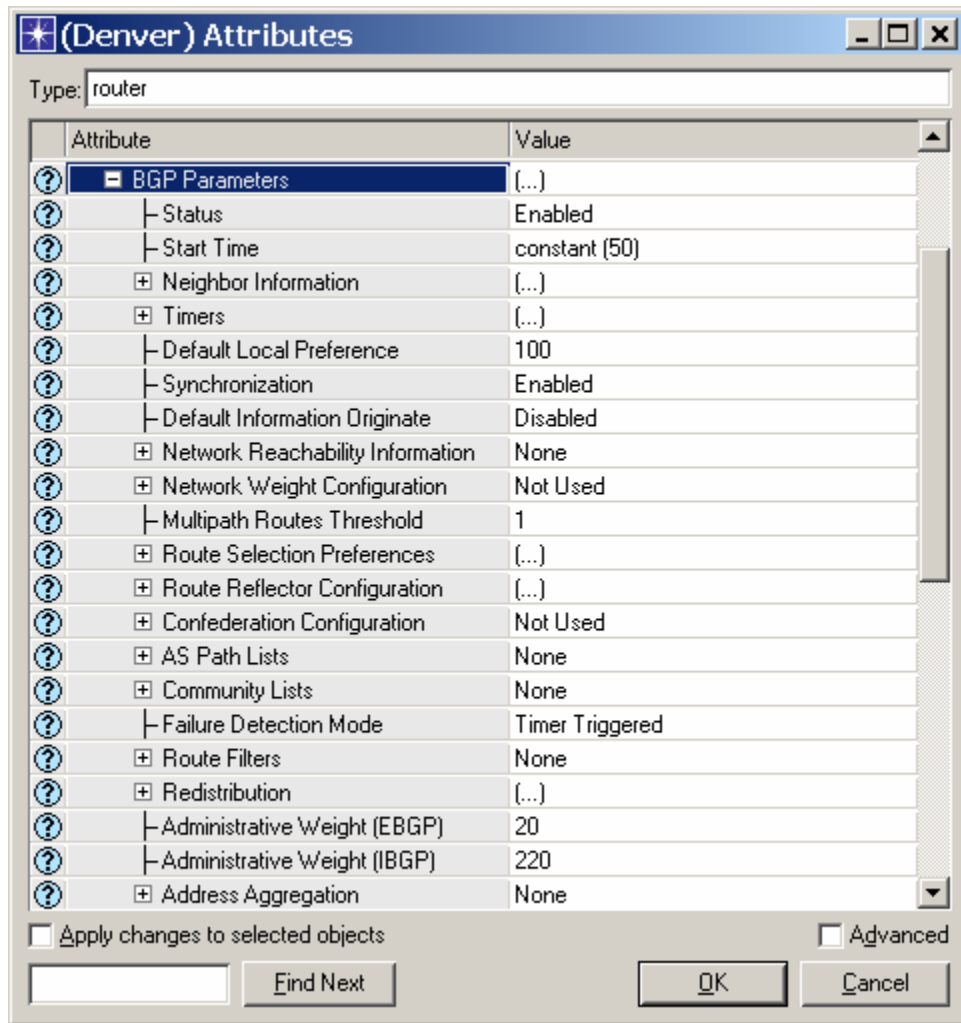 (Denver) Attributes
Type: router
Attribute Value
BGP Parameters (...)
Status Enabled
Start Time constant (50)
Neighbor Information (...)
Timers (...)
Default Local Preference 100
Synchronization Enabled
Default Information Originate Disabled
Network Reachability Information None
Network Weight Configuration Not Used
Multipath Routes Threshold 1
Route Selection Preferences (...)
Route Reflector Configuration (...)
Confederation Configuration Not Used
AS Path Lists None
Community Lists None
Failure Detection Mode Timer Triggered
Route Filters None
Redistribution (...)
Administrative Weight (EBGP) 20
Administrative Weight (IBGP) 220
Address Aggregation None
Apply changes to selected objects Advanced
Find Next OK Cancel